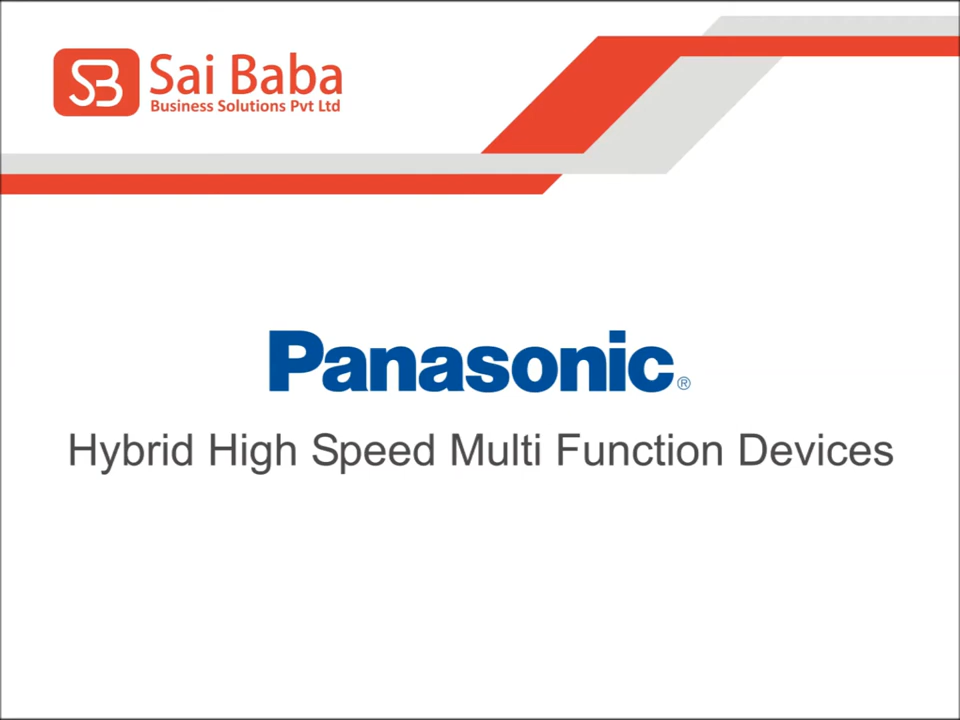 SB
Sai Baba
Business Solutions Pvt Ltd
Panasonic®
Hybrid High Speed Multi Function Devices